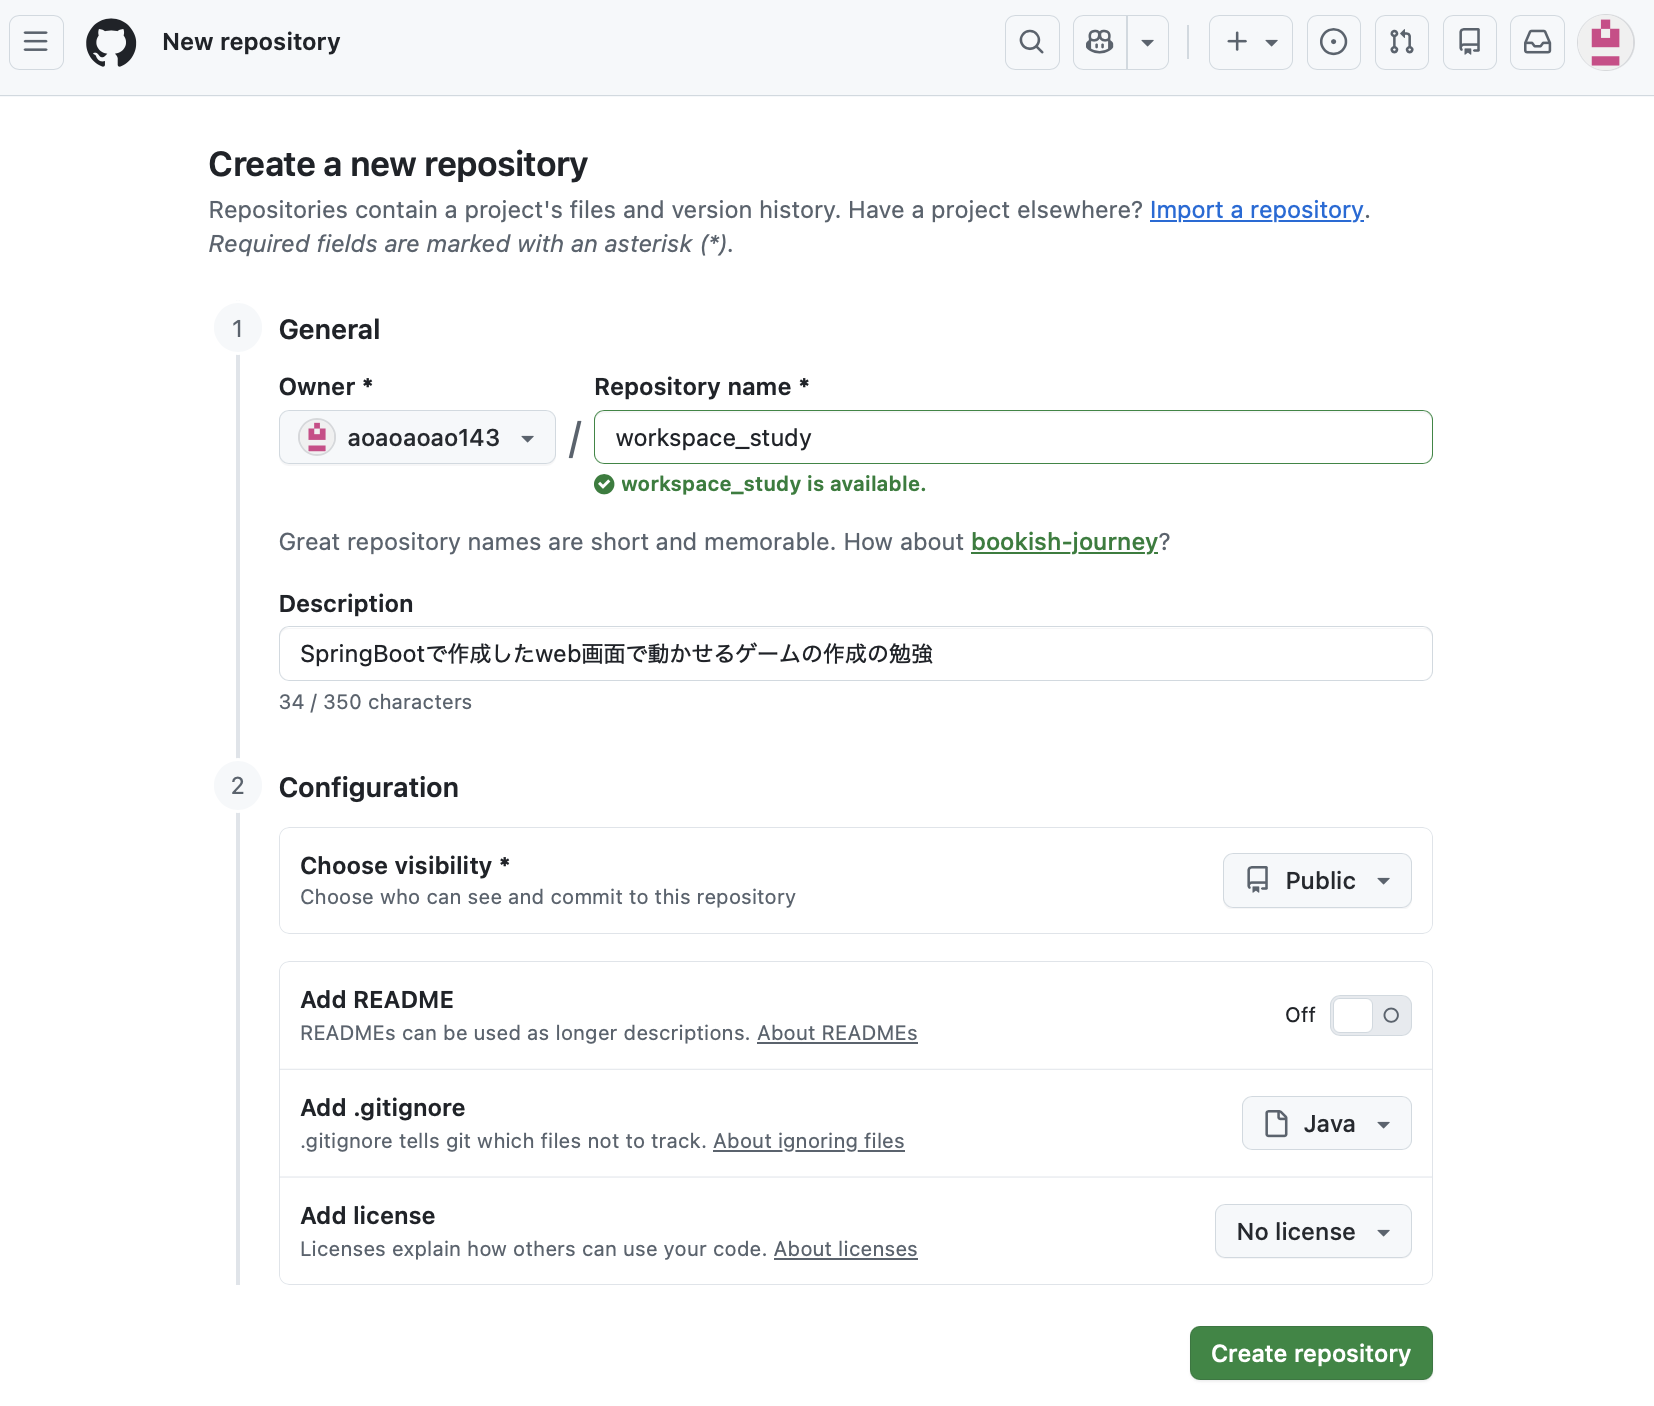 New repository
Create a new repository
Repositories contain a project's files and version history. Have a project elsewhere? Import a repository.
Required fields are marked with an asterisk (*).
1 General
Owner * Repository name *
aoaoaoao143 / workspace_study
workspace_study is available.
Great repository names are short and memorable. How about bookish-journey?
Description
SpringBootで作成したweb画面で動かせるゲームの作成の勉強
34 / 350 characters
2 Configuration
Choose visibility *
Choose who can see and commit to this repository
Public
Add README
READMEs can be used as longer descriptions. About READMEs
Off
Add .gitignore
.gitignore tells git which files not to track. About ignoring files
Java
Add license
Licenses explain how others can use your code. About licenses
No license
Create repository